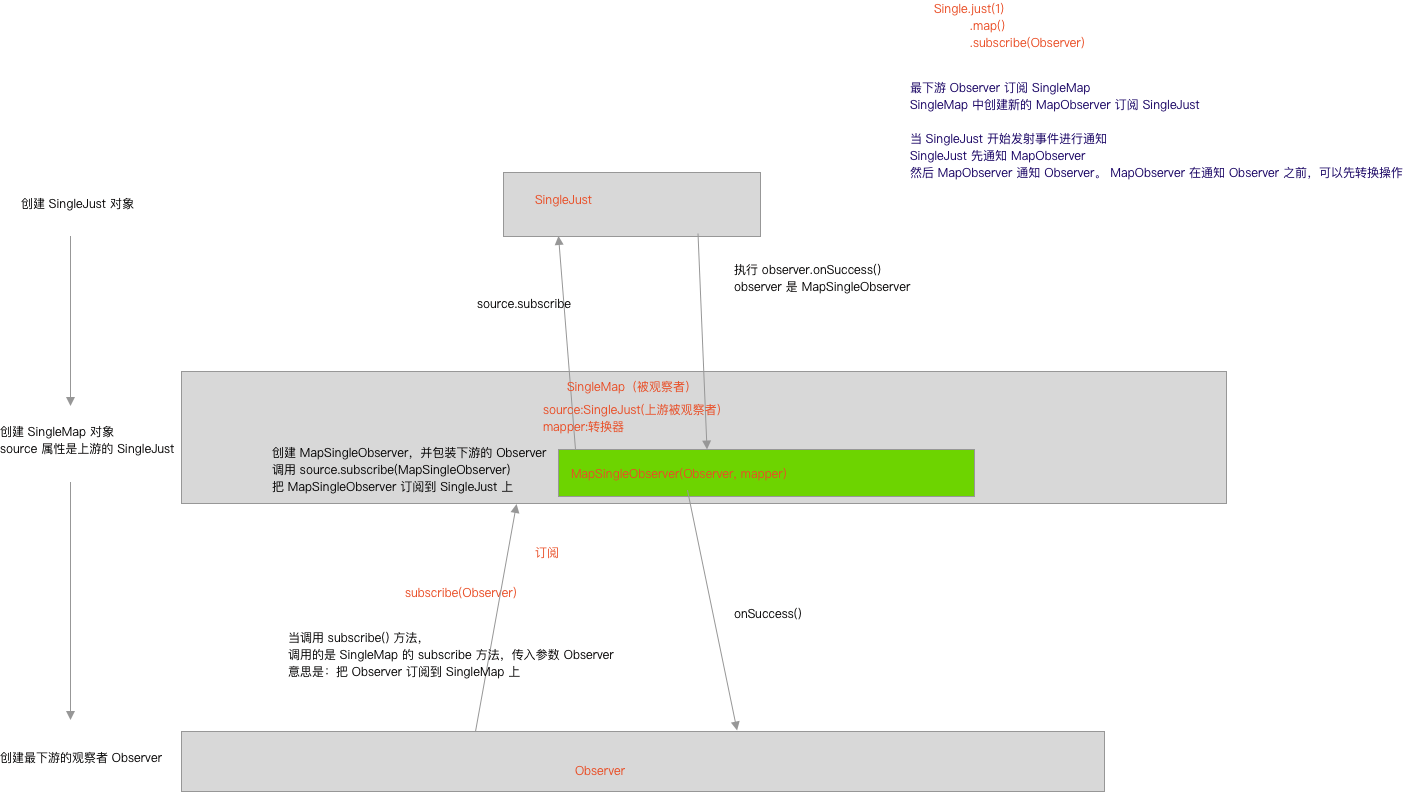 Single.just(1)
.map()
.subscribe(Observer)
最下游 Observer 订阅 SingleMap
SingleMap 中创建新的 MapObserver 订阅 SingleJust
当 SingleJust 开始发射事件进行通知
SingleJust 先通知 MapObserver
然后 MapObserver 通知 Observer。 MapObserver 在通知 Observer 之前，可以先转换操作
创建 SingleJust 对象
SingleJust
执行 observer.onSuccess()
observer 是 MapSingleObserver
source.subscribe
SingleMap（被观察者）
source:SingleJust(上游被观察者)
mapper:转换器
创建 SingleMap 对象
source 属性是上游的 SingleJust
创建 MapSingleObserver，并包装下游的 Observer
调用 source.subscribe(MapSingleObserver)
把 MapSingleObserver 订阅到 SingleJust 上
MapSingleObserver(Observer, mapper)
订阅
subscribe(Observer)
onSuccess()
当调用 subscribe() 方法，
调用的是 SingleMap 的 subscribe 方法，传入参数 Observer
意思是：把 Observer 订阅到 SingleMap 上
创建最下游的观察者 Observer
Observer